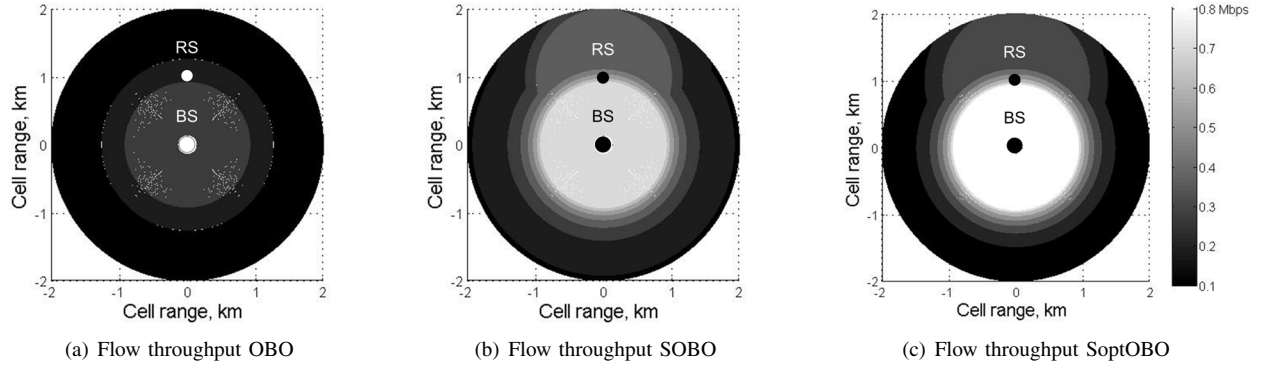 2
1
0
-1
-2
Cell range, km
RS
BS
-2 -1 0 1 2
Cell range, km
(a) Flow throughput OBO
2
1
0
-1
-2
Cell range, km
RS
BS
-2 -1 0 1 2
Cell range, km
(b) Flow throughput SOBO
2
1
0
-1
-2
Cell range, km
RS
BS
-2 -1 0 1 2
Cell range, km
0.8 Mbps
0.7
0.6
0.5
0.4
0.3
0.2
0.1
(c) Flow throughput SoptOBO